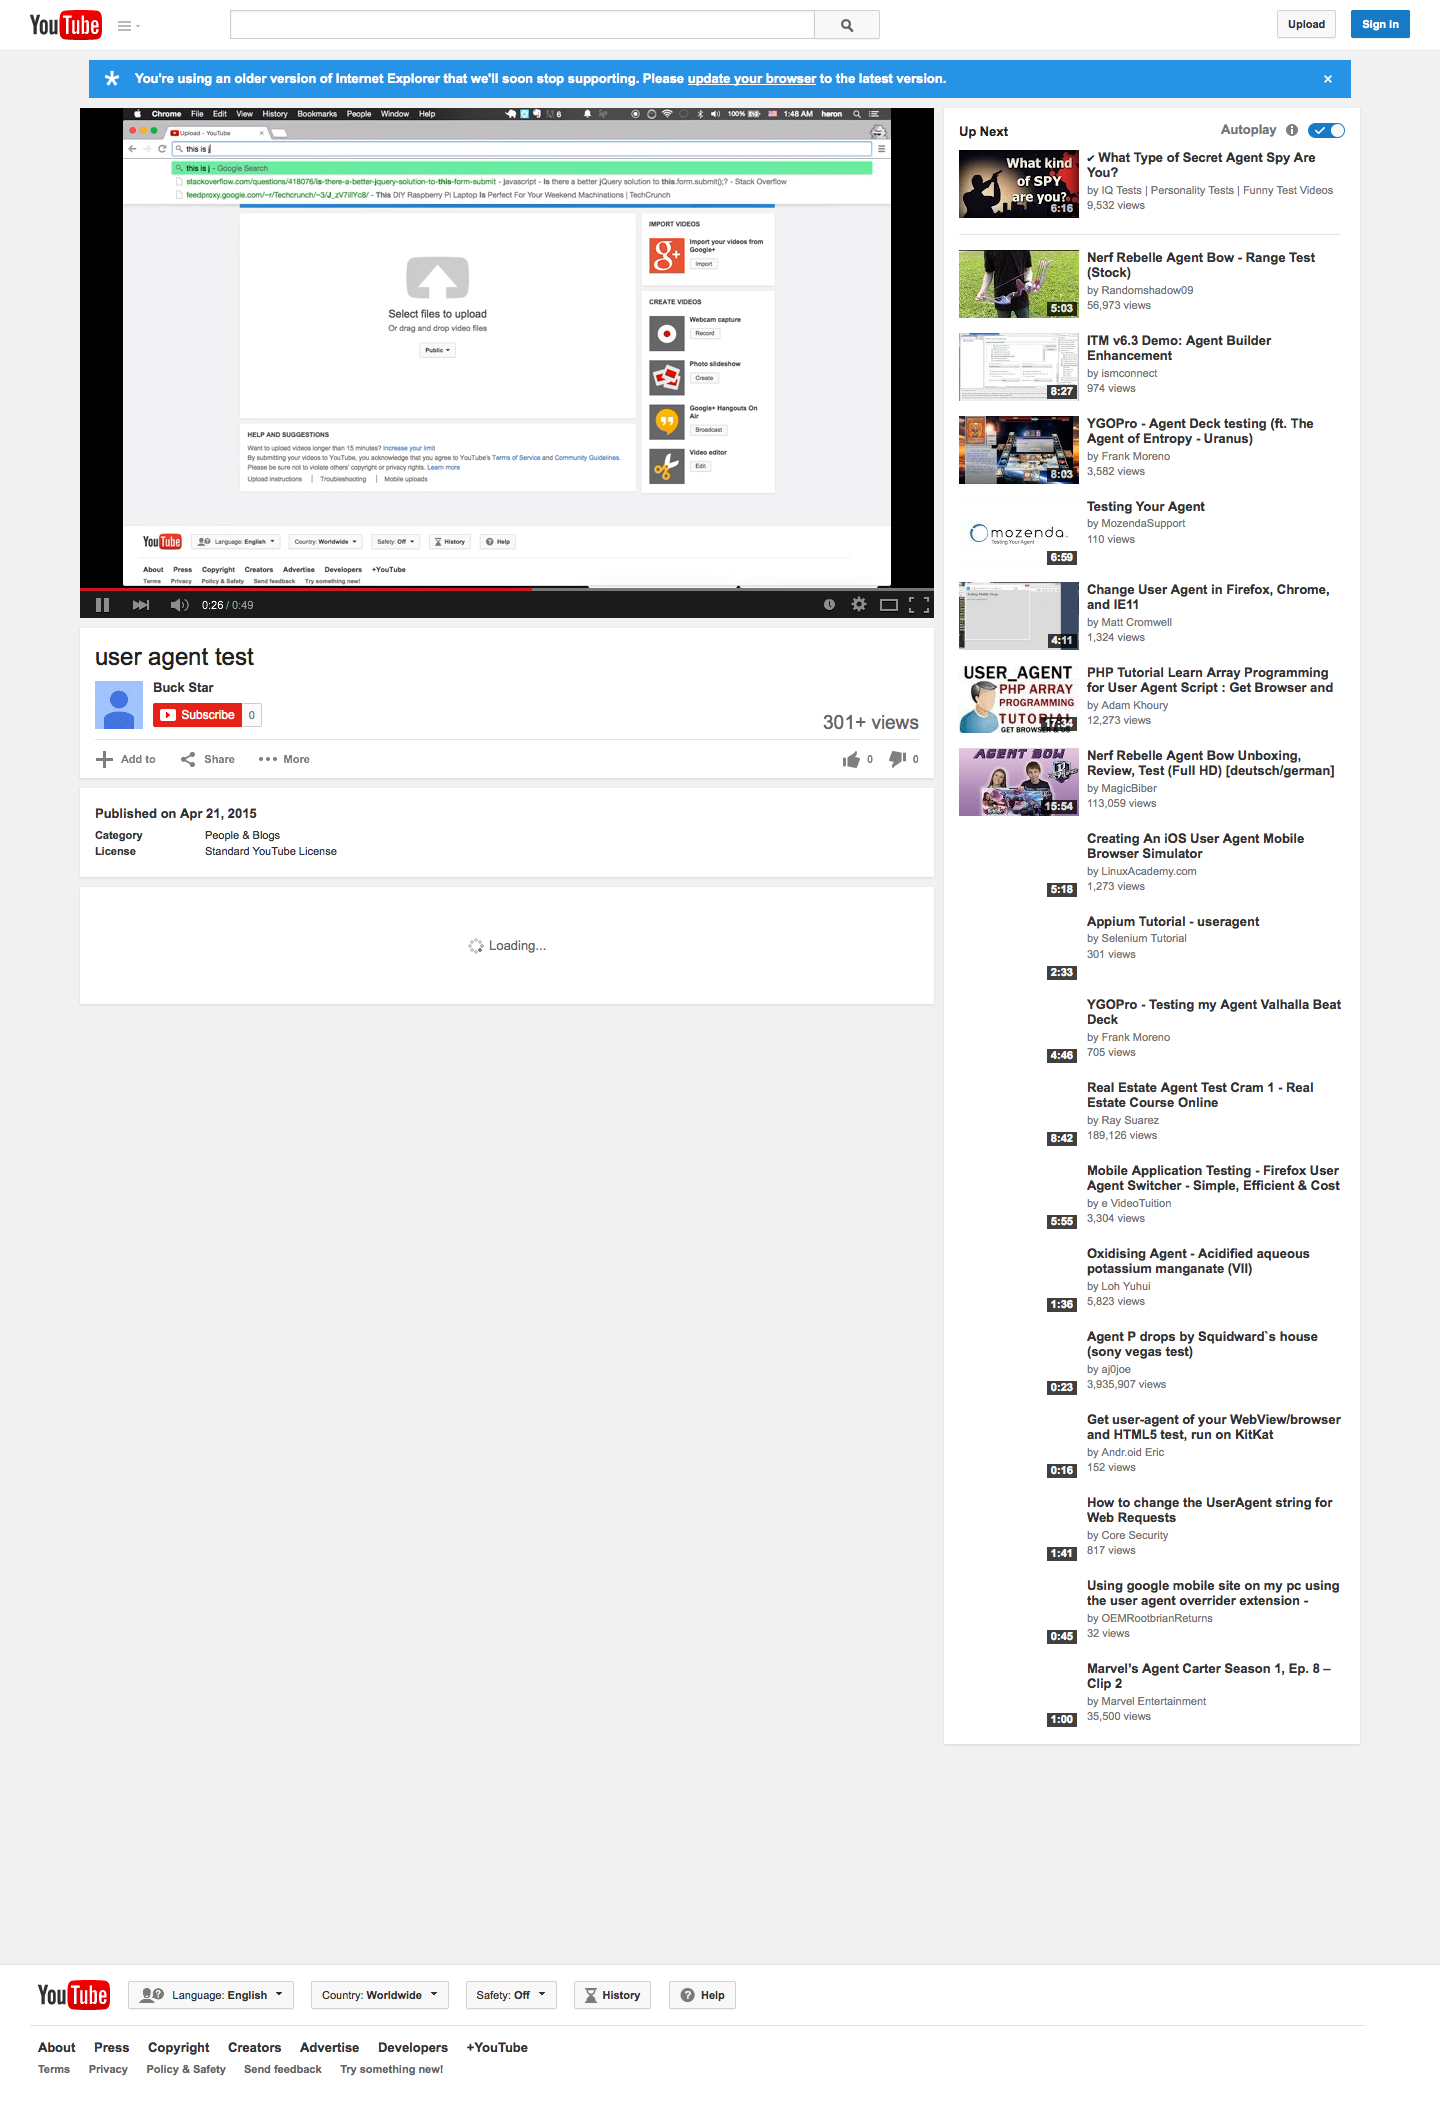 YouTube
Upload
Sign in
You're using an older version of Internet Explorer that we'll soon stop supporting. Please update your browser to the latest version.
×
Chrome File Edit View History Bookmarks People Window Help
6 100% 1:48 AM heron
Upload - YouTube
this is j
this is j - Google Search
stackoverflow.com/questions/418076/is-there-a-better-jquery-solution-to-this-form-submit - javascript - Is there a better jQuery solution to this.form.submit();? - Stack Overflow
feedproxy.google.com/~r/Techcrunch/~3/J_zV7illYc8/ - This DIY Raspberry Pi Laptop Is Perfect For Your Weekend Machinations | TechCrunch
Select files to upload
Or drag and drop video files
Public
IMPORT VIDEOS
Import your videos from
Google+
Import
CREATE VIDEOS
Webcam capture
Record
Photo slideshow
Create
Google+ Hangouts On
Air
Broadcast
Video editor
Edit
HELP AND SUGGESTIONS
Want to upload videos longer than 15 minutes? Increase your limit
By submitting your videos to YouTube, you acknowledge that you agree to YouTube's Terms of Service and Community Guidelines.
Please be sure not to violate others' copyright or privacy rights. Learn more
Upload instructions | Troubleshooting | Mobile uploads
YouTube Language: English Country: Worldwide Safety: Off History Help
About Press Copyright Creators Advertise Developers +YouTube
Terms Privacy Policy & Safety Send feedback Try something new!
0:26 / 0:49
user agent test
Buck Star
Subscribe 0
301+ views
Add to Share More
0 0
Published on Apr 21, 2015
Category People & Blogs
License Standard YouTube License
Loading...
Up Next
Autoplay
What kind
of SPY
are you?
6:16
✔ What Type of Secret Agent Spy Are
You?
by IQ Tests | Personality Tests | Funny Test Videos
9,532 views
5:03
Nerf Rebelle Agent Bow - Range Test
(Stock)
by Randomshadow09
56,973 views
8:27
ITM v6.3 Demo: Agent Builder
Enhancement
by ismconnect
974 views
8:03
YGOPro - Agent Deck testing (ft. The
Agent of Entropy - Uranus)
by Frank Moreno
3,582 views
mozenda
Testing Your Agent
6:59
Testing Your Agent
by MozendaSupport
110 views
4:11
Change User Agent in Firefox, Chrome,
and IE11
by Matt Cromwell
1,324 views
USER_AGENT
PHP ARRAY
PROGRAMMING
TUTORIAL
GET BROWSER & OS
17:34
PHP Tutorial Learn Array Programming
for User Agent Script : Get Browser and
by Adam Khoury
12,273 views
AGENT BOW
15:54
Nerf Rebelle Agent Bow Unboxing,
Review, Test (Full HD) [deutsch/german]
by MagicBiber
113,059 views
5:18
Creating An iOS User Agent Mobile
Browser Simulator
by LinuxAcademy.com
1,273 views
2:33
Appium Tutorial - useragent
by Selenium Tutorial
301 views
4:46
YGOPro - Testing my Agent Valhalla Beat
Deck
by Frank Moreno
705 views
8:42
Real Estate Agent Test Cram 1 - Real
Estate Course Online
by Ray Suarez
189,126 views
5:55
Mobile Application Testing - Firefox User
Agent Switcher - Simple, Efficient & Cost
by e VideoTuition
3,304 views
1:36
Oxidising Agent - Acidified aqueous
potassium manganate (VII)
by Loh Yuhui
5,823 views
0:23
Agent P drops by Squidward`s house
(sony vegas test)
by aj0joe
3,935,907 views
0:16
Get user-agent of your WebView/browser
and HTML5 test, run on KitKat
by Andr.oid Eric
152 views
1:41
How to change the UserAgent string for
Web Requests
by Core Security
817 views
0:45
Using google mobile site on my pc using
the user agent overrider extension -
by OEMRootbrianReturns
32 views
1:00
Marvel’s Agent Carter Season 1, Ep. 8 –
Clip 2
by Marvel Entertainment
35,500 views
YouTube Language: English Country: Worldwide Safety: Off History Help
About Press Copyright Creators Advertise Developers +YouTube
Terms Privacy Policy & Safety Send feedback Try something new!